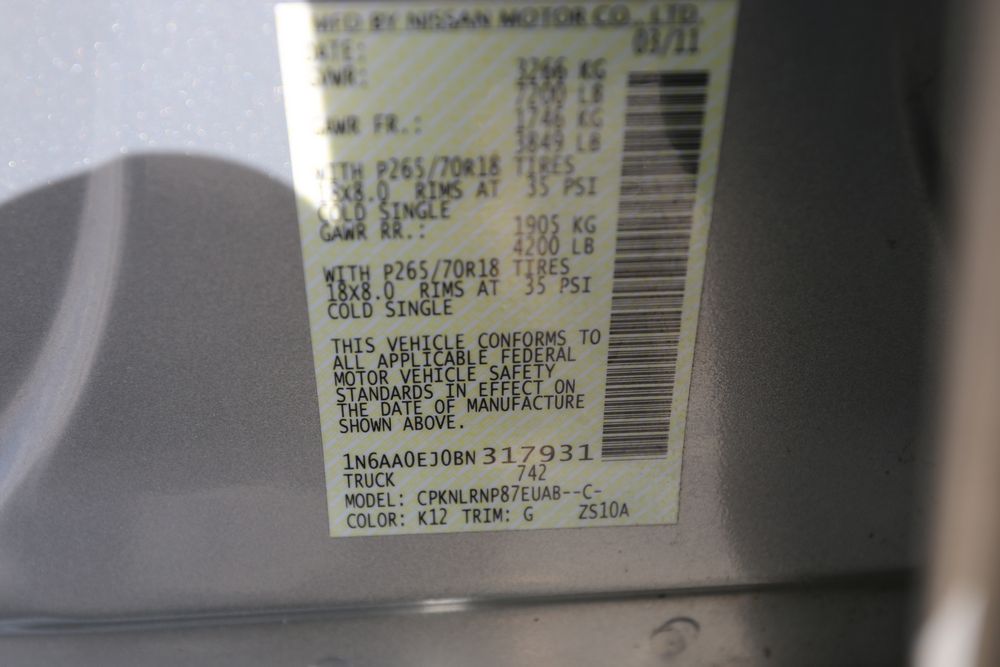 MFD BY NISSAN MOTOR CO., LTD.
DATE: 03/11
GVWR: 3266 KG
7200 LB
GAWR FR.: 1746 KG
3849 LB
WITH P265/70R18 TIRES
18X8.0 RIMS AT 35 PSI
COLD SINGLE
GAWR RR.: 1905 KG
4200 LB
WITH P265/70R18 TIRES
18X8.0 RIMS AT 35 PSI
COLD SINGLE
THIS VEHICLE CONFORMS TO
ALL APPLICABLE FEDERAL
MOTOR VEHICLE SAFETY
STANDARDS IN EFFECT ON
THE DATE OF MANUFACTURE
SHOWN ABOVE.
1N6AA0EJ0BN 317931
TRUCK 742
MODEL: CPKNLRNP87EUAB--C-
COLOR: K12 TRIM: G ZS10A